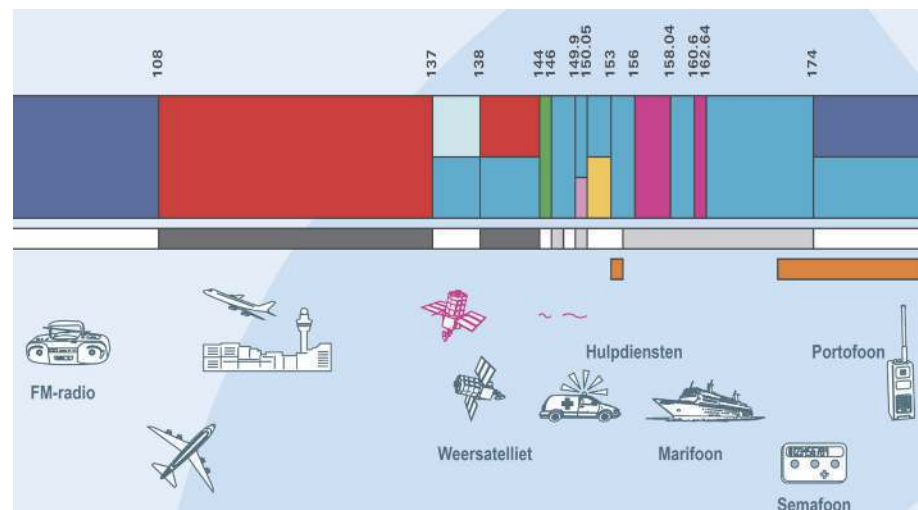 108
137
138
144
146
149.9
150.05
153
156
158.04
160.6
162.64
174
Hulpdiensten
Portofoon
FM-radio
Weersatelliet
Marifoon
Semafoon